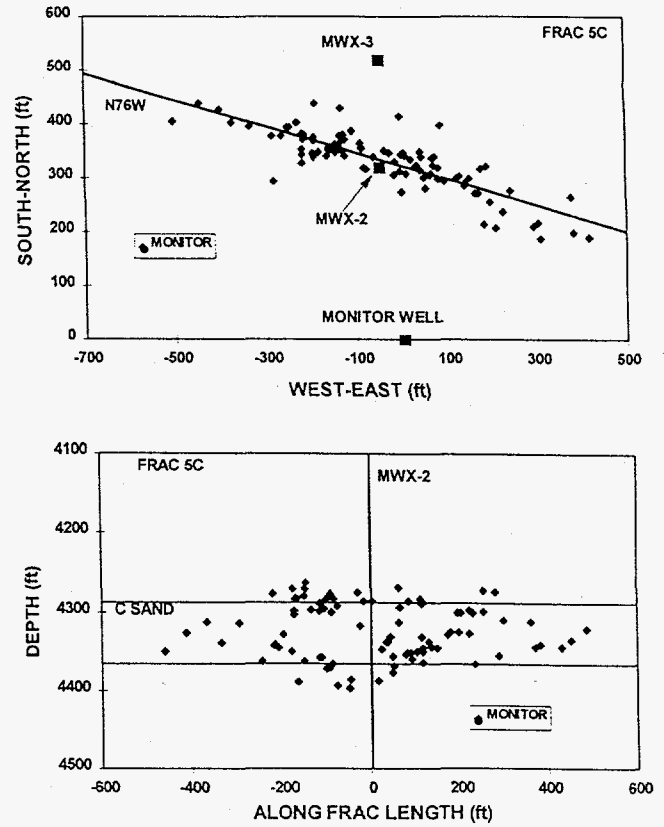 600
MWX-3
FRAC 5C
500
N76W
400
300
MWX-2
200
MONITOR
100
MONITOR WELL
0
-700 -500 -300 -100 100 300 500
SOUTH-NORTH (ft)
WEST-EAST (ft)
4100
FRAC 5C
MWX-2
4200
C SAND
4300
4400
MONITOR
4500
-600 -400 -200 0 200 400 600
DEPTH (ft)
ALONG FRAC LENGTH (ft)